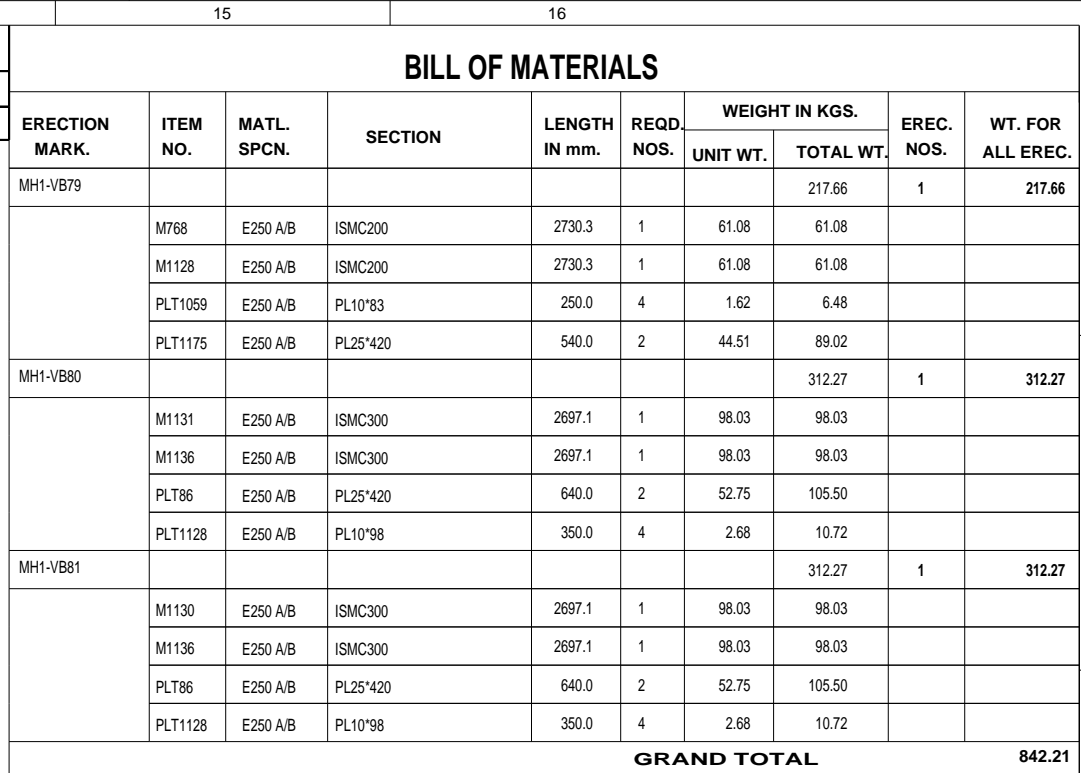 15 16
BILL OF MATERIALS
ERECTION MARK. ITEM NO. MATL. SPCN. SECTION LENGTH IN mm. REQD. NOS. WEIGHT IN KGS. UNIT WT. TOTAL WT. EREC. NOS. WT. FOR ALL EREC.
MH1-VB79 217.66 1 217.66
M768 E250 A/B ISMC200 2730.3 1 61.08 61.08
M1128 E250 A/B ISMC200 2730.3 1 61.08 61.08
PLT1059 E250 A/B PL10*83 250.0 4 1.62 6.48
PLT1175 E250 A/B PL25*420 540.0 2 44.51 89.02
MH1-VB80 312.27 1 312.27
M1131 E250 A/B ISMC300 2697.1 1 98.03 98.03
M1136 E250 A/B ISMC300 2697.1 1 98.03 98.03
PLT86 E250 A/B PL25*420 640.0 2 52.75 105.50
PLT1128 E250 A/B PL10*98 350.0 4 2.68 10.72
MH1-VB81 312.27 1 312.27
M1130 E250 A/B ISMC300 2697.1 1 98.03 98.03
M1136 E250 A/B ISMC300 2697.1 1 98.03 98.03
PLT86 E250 A/B PL25*420 640.0 2 52.75 105.50
PLT1128 E250 A/B PL10*98 350.0 4 2.68 10.72
GRAND TOTAL 842.21